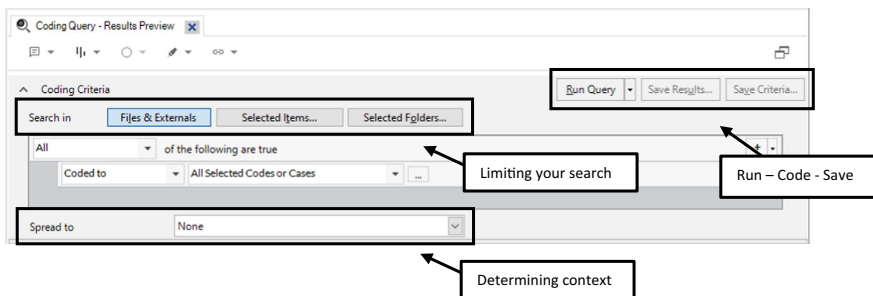 Coding Query - Results Preview
Coding Criteria
Run Query Save Results... Save Criteria...
Search in Files & Externals Selected Items... Selected Folders...
All of the following are true
Coded to All Selected Codes or Cases ...
Limiting your search
Run – Code - Save
Spread to None
Determining context